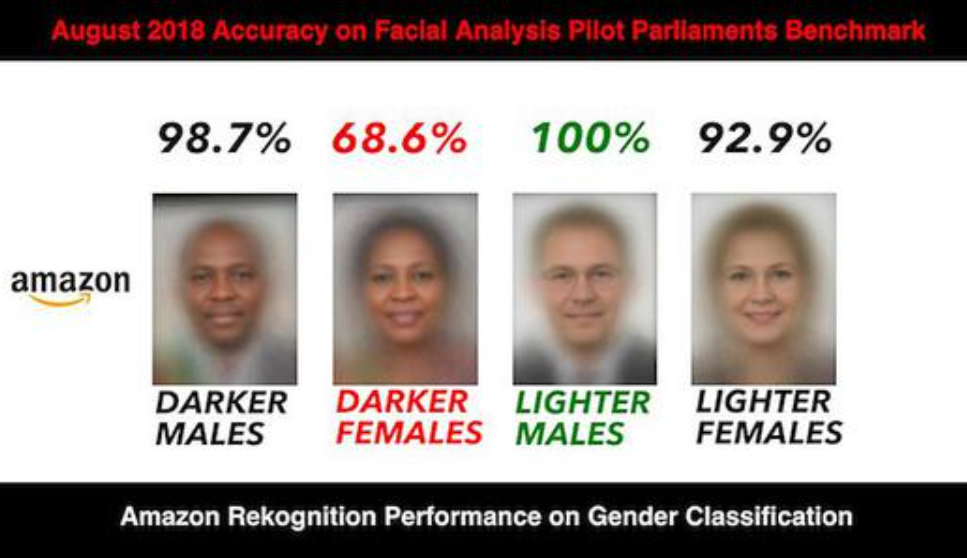 August 2018 Accuracy on Facial Analysis Pilot Parliaments Benchmark
98.7% 68.6% 100% 92.9%
amazon
DARKER MALES
DARKER FEMALES
LIGHTER MALES
LIGHTER FEMALES
Amazon Rekognition Performance on Gender Classification